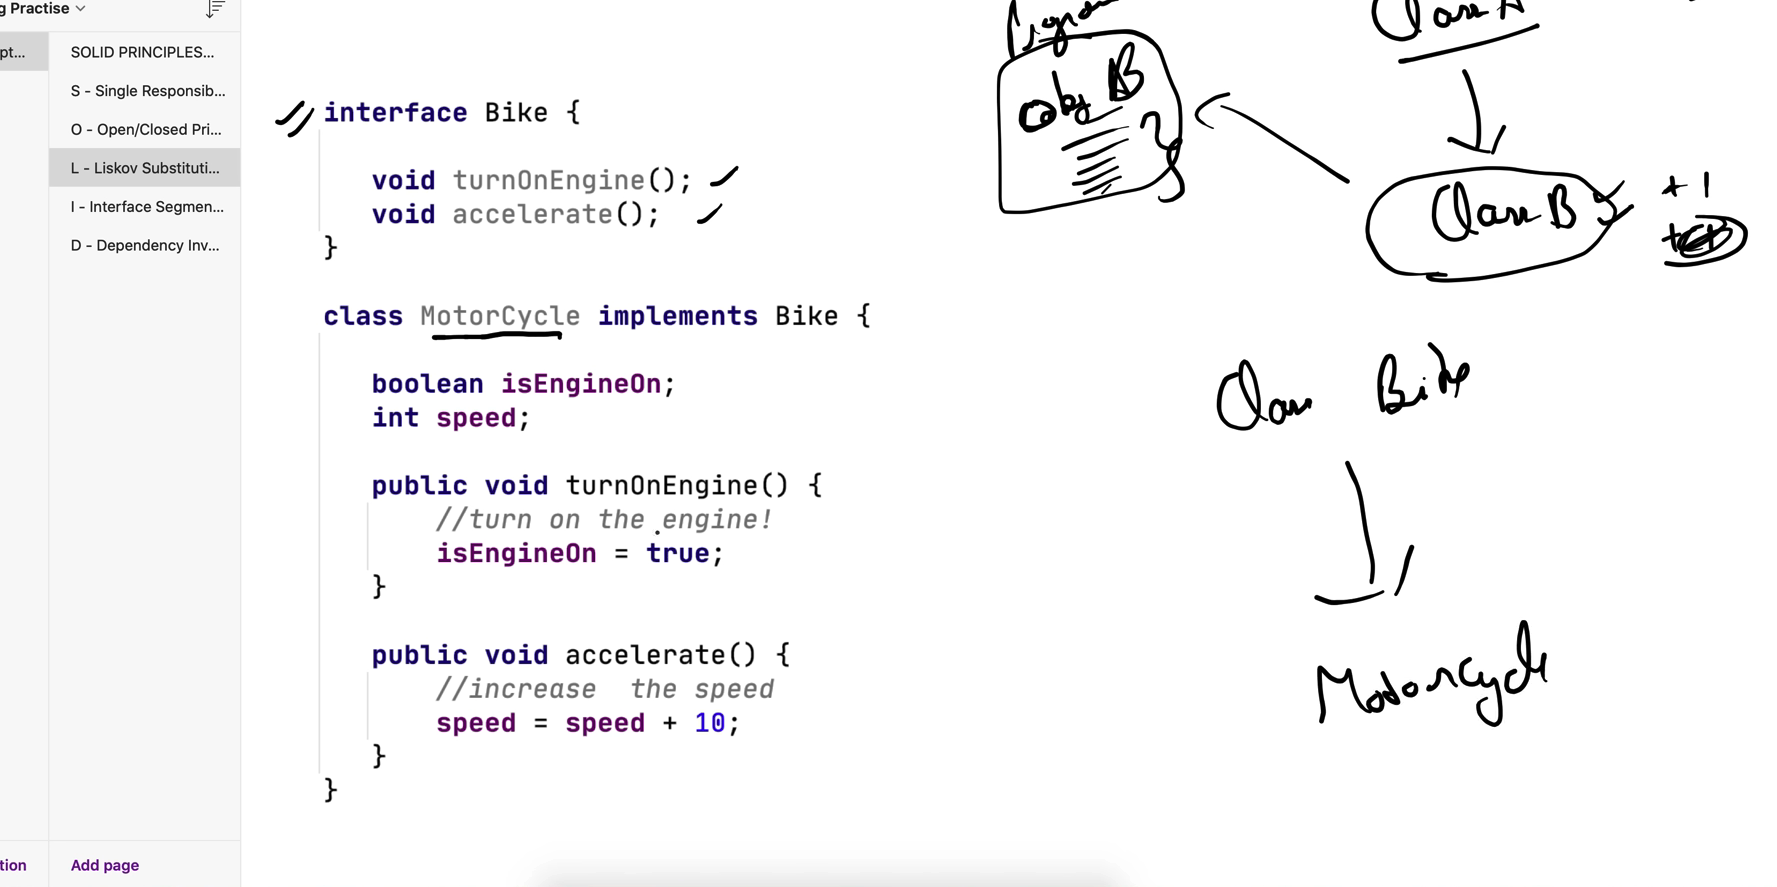 g Practise
pt...
SOLID PRINCIPLES...
S - Single Responsib...
O - Open/Closed Pri...
L - Liskov Substituti...
I - Interface Segmen...
D - Dependency Inv...
tion
Add page
interface Bike {
void turnOnEngine();
void accelerate();
}
class MotorCycle implements Bike {
boolean isEngineOn;
int speed;
public void turnOnEngine() {
//turn on the engine!
isEngineOn = true;
}
public void accelerate() {
//increase  the speed
speed = speed + 10;
}
}
obj B
Class A
Class B
+ 1
Class Bike
Motorcycle